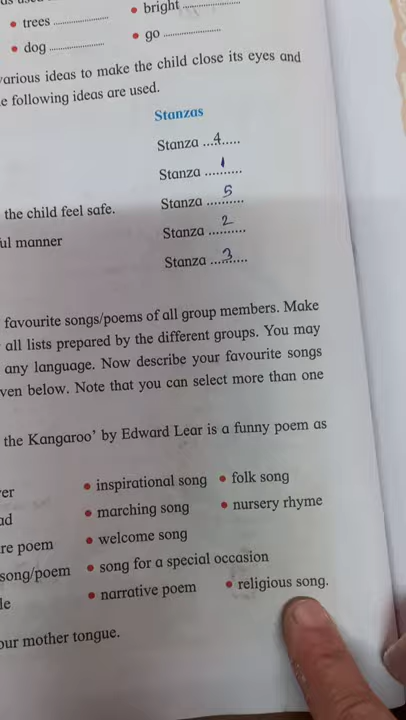 • trees ............ • bright ............
• dog ............ • go ............
various ideas to make the child close its eyes and
e following ideas are used.
Stanzas
Stanza ...4.....
Stanza ....1......
the child feel safe. Stanza ....5......
ul manner Stanza ....2......
Stanza ....3.....
favourite songs/poems of all group members. Make
all lists prepared by the different groups. You may
any language. Now describe your favourite songs
ven below. Note that you can select more than one
the Kangaroo' by Edward Lear is a funny poem as
er • inspirational song • folk song
ad • marching song • nursery rhyme
re poem • welcome song
song/poem • song for a special occasion
le • narrative poem • religious song.
our mother tongue.